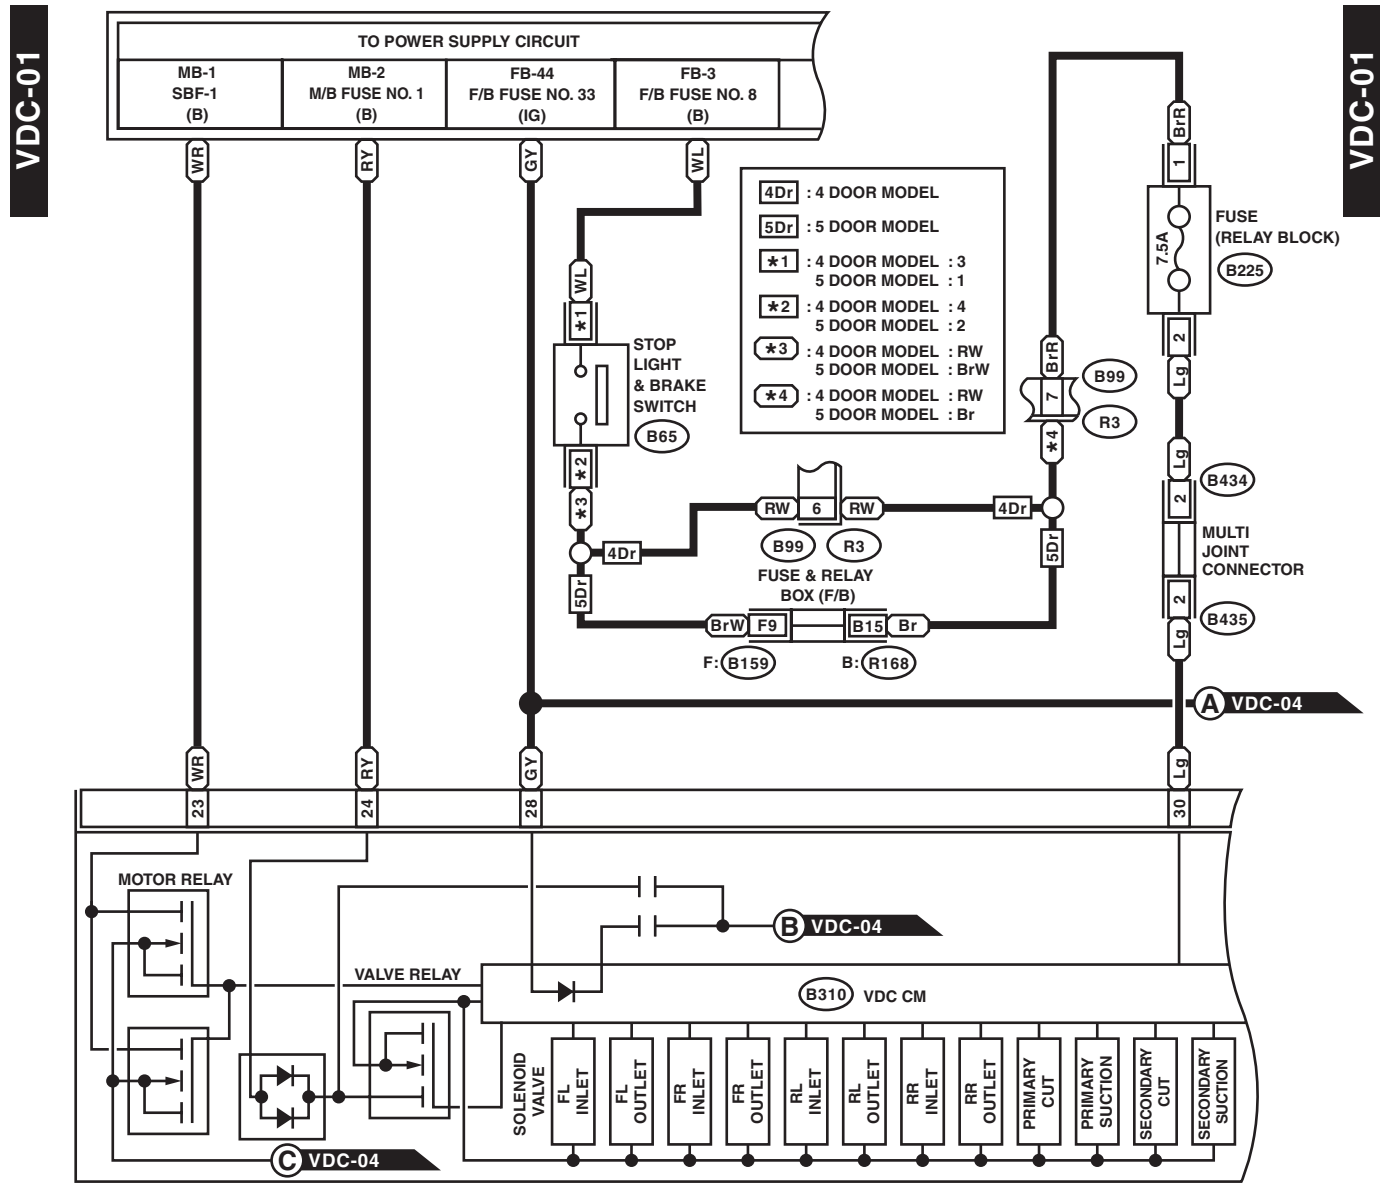 VDC-01
VDC-01
TO POWER SUPPLY CIRCUIT
MB-1
SBF-1
(B)
MB-2
M/B FUSE NO. 1
(B)
FB-44
F/B FUSE NO. 33
(IG)
FB-3
F/B FUSE NO. 8
(B)
WR
RY
GY
WL
4Dr : 4 DOOR MODEL
5Dr : 5 DOOR MODEL
*1 : 4 DOOR MODEL : 3
5 DOOR MODEL : 1
*2 : 4 DOOR MODEL : 4
5 DOOR MODEL : 2
*3 : 4 DOOR MODEL : RW
5 DOOR MODEL : BrW
*4 : 4 DOOR MODEL : RW
5 DOOR MODEL : Br
BrR
1
7.5A
FUSE
(RELAY BLOCK)
B225
2
Lg
WL
*1
STOP
LIGHT
& BRAKE
SWITCH
B65
*2
*3
BrR
7
B99
R3
*4
Lg
B434
2
MULTI
JOINT
CONNECTOR
2
B435
Lg
4Dr
RW
6
RW
4Dr
B99
R3
5Dr
5Dr
FUSE & RELAY
BOX (F/B)
BrW
F9
B15
Br
F: B159
B: R168
A VDC-04
WR
RY
GY
Lg
23
24
28
30
MOTOR RELAY
B VDC-04
VALVE RELAY
B310 VDC CM
SOLENOID
VALVE
FL
INLET
FL
OUTLET
FR
INLET
FR
OUTLET
RL
INLET
RL
OUTLET
RR
INLET
RR
OUTLET
PRIMARY
CUT
PRIMARY
SUCTION
SECONDARY
CUT
SECONDARY
SUCTION
C VDC-04